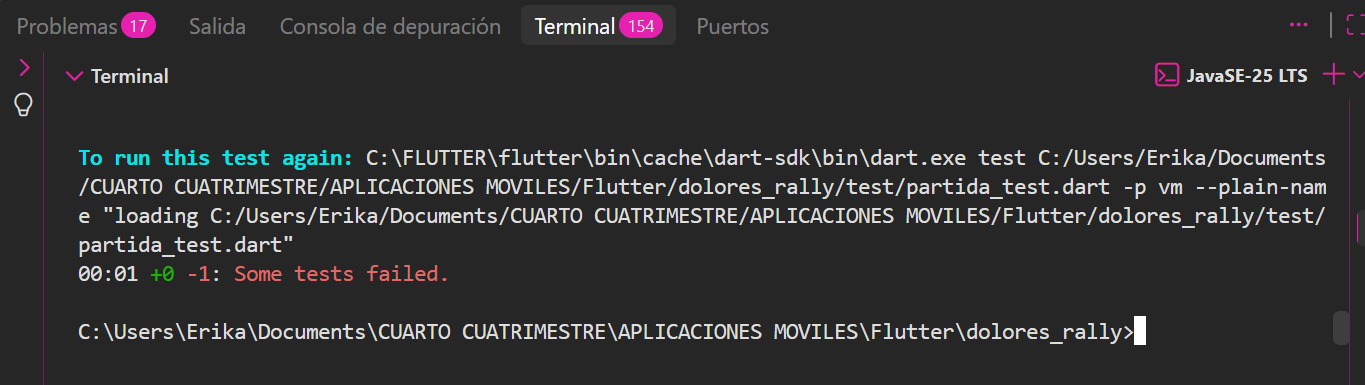 Problemas 17 Salida Consola de depuración Terminal 154 Puertos
Terminal JavaSE-25 LTS
To run this test again: C:\FLUTTER\flutter\bin\cache\dart-sdk\bin\dart.exe test C:/Users/Erika/Documents
/CUARTO CUATRIMESTRE/APLICACIONES MOVILES/Flutter/dolores_rally/test/partida_test.dart -p vm --plain-nam
e "loading C:/Users/Erika/Documents/CUARTO CUATRIMESTRE/APLICACIONES MOVILES/Flutter/dolores_rally/test/
partida_test.dart"
00:01 +0 -1: Some tests failed.
C:\Users\Erika\Documents\CUARTO CUATRIMESTRE\APLICACIONES MOVILES\Flutter\dolores_rally>